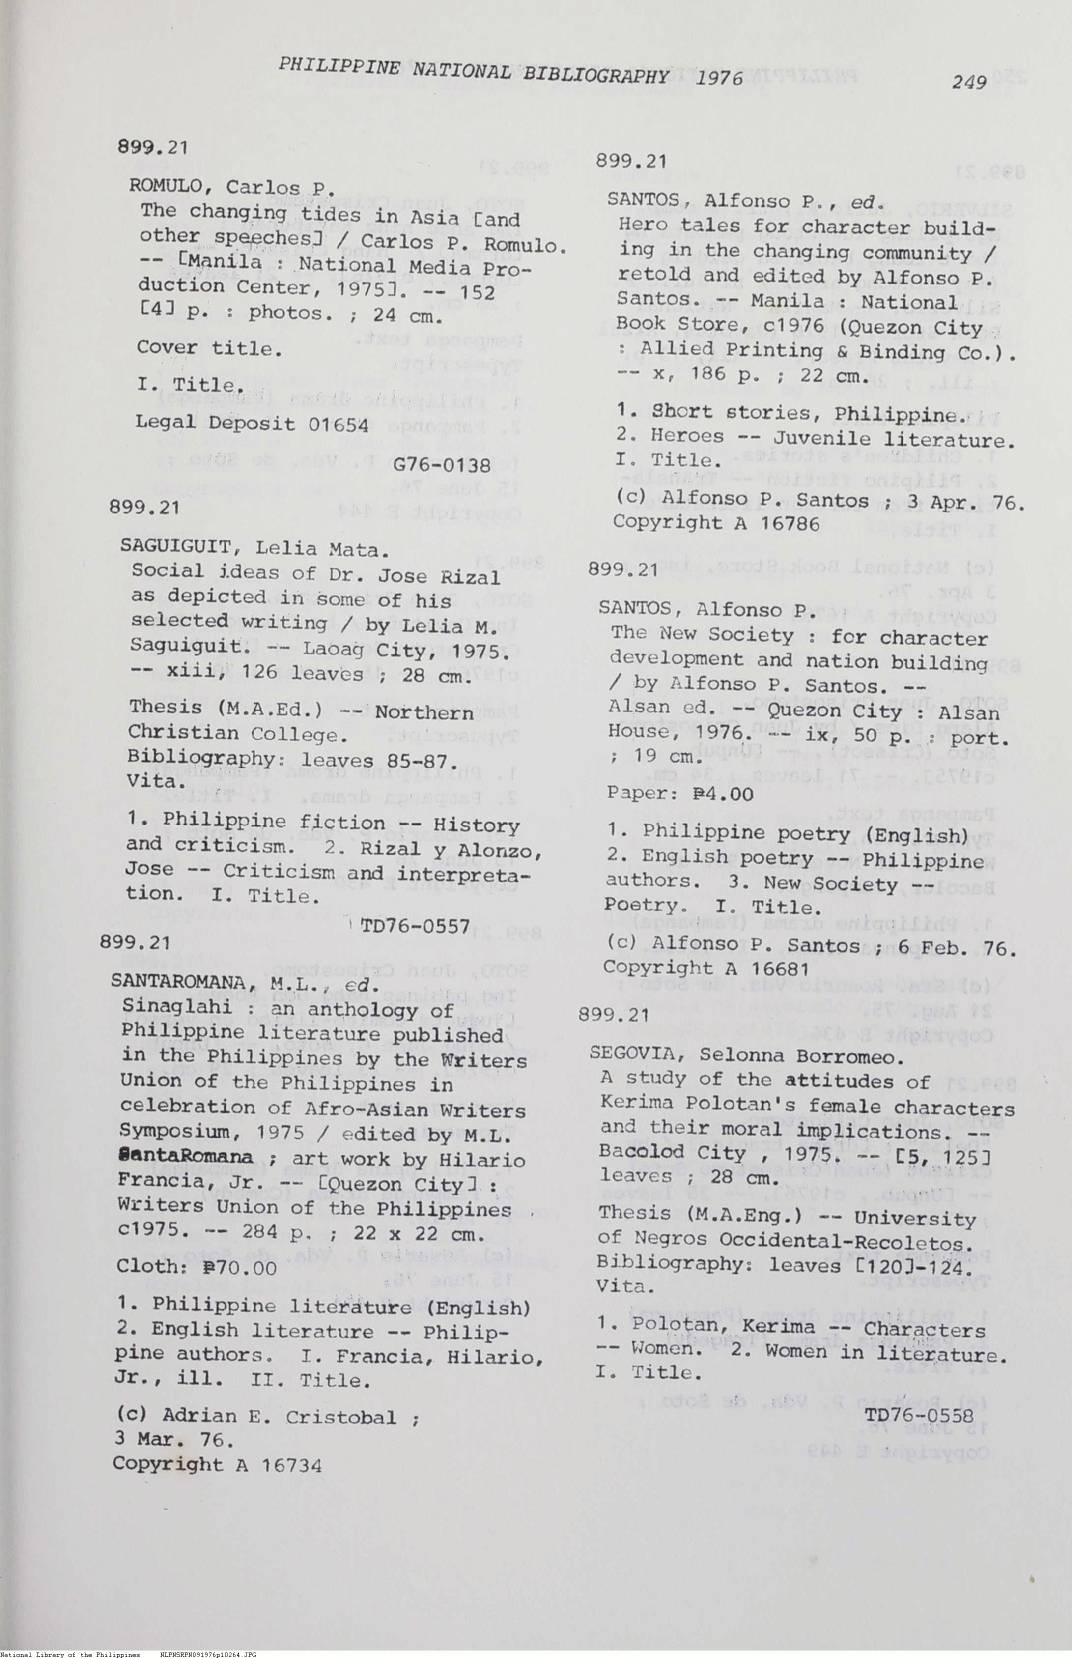 PHILIPPINE NATIONAL BIBLIOGRAPHY 1976
249
899.21
ROMULO, Carlos P.
The changing tides in Asia [and
other speeches] / Carlos P. Romulo.
-- [Manila : National Media Pro-
duction Center, 1975]. -- 152
[4] p. : photos. ; 24 cm.
Cover title.
I. Title.
Legal Deposit 01654
G76-0138
899.21
SAGUIGUIT, Lelia Mata.
Social ideas of Dr. Jose Rizal
as depicted in some of his
selected writing / by Lelia M.
Saguiguit. -- Laoag City, 1975.
-- xiii, 126 leaves ; 28 cm.
Thesis (M.A.Ed.) -- Northern
Christian College.
Bibliography: leaves 85-87.
Vita.
1. Philippine fiction -- History
and criticism. 2. Rizal y Alonzo,
Jose -- Criticism and interpreta-
tion. I. Title.
TD76-0557
899.21
SANTAROMANA, M.L., ed.
Sinaglahi : an anthology of
Philippine literature published
in the Philippines by the Writers
Union of the Philippines in
celebration of Afro-Asian Writers
Symposium, 1975 / edited by M.L.
SantaRomana ; art work by Hilario
Francia, Jr. -- [Quezon City] :
Writers Union of the Philippines
c1975. -- 284 p. ; 22 x 22 cm.
Cloth: ₱70.00
1. Philippine literature (English)
2. English literature -- Philip-
pine authors. I. Francia, Hilario,
Jr., ill. II. Title.
(c) Adrian E. Cristobal ;
3 Mar. 76.
Copyright A 16734
899.21
SANTOS, Alfonso P., ed.
Hero tales for character build-
ing in the changing community /
retold and edited by Alfonso P.
Santos. -- Manila : National
Book Store, c1976 (Quezon City
: Allied Printing & Binding Co.).
-- x, 186 p. ; 22 cm.
1. Short stories, Philippine.
2. Heroes -- Juvenile literature.
I. Title.
(c) Alfonso P. Santos ; 3 Apr. 76.
Copyright A 16786
899.21
SANTOS, Alfonso P.
The New Society : for character
development and nation building
/ by Alfonso P. Santos. --
Alsan ed. -- Quezon City : Alsan
House, 1976. -- ix, 50 p. : port.
; 19 cm.
Paper: ₱4.00
1. Philippine poetry (English)
2. English poetry -- Philippine
authors. 3. New Society --
Poetry. I. Title.
(c) Alfonso P. Santos ; 6 Feb. 76.
Copyright A 16681
899.21
SEGOVIA, Selonna Borromeo.
A study of the attitudes of
Kerima Polotan's female characters
and their moral implications. --
Bacolod City , 1975. -- [5, 125]
leaves ; 28 cm.
Thesis (M.A.Eng.) -- University
of Negros Occidental-Recoletos.
Bibliography: leaves [120]-124.
Vita.
1. Polotan, Kerima -- Characters
-- Women. 2. Women in literature.
I. Title.
TD76-0558
National Library of the Philippines NLPNSRPN091976p10264.JPG